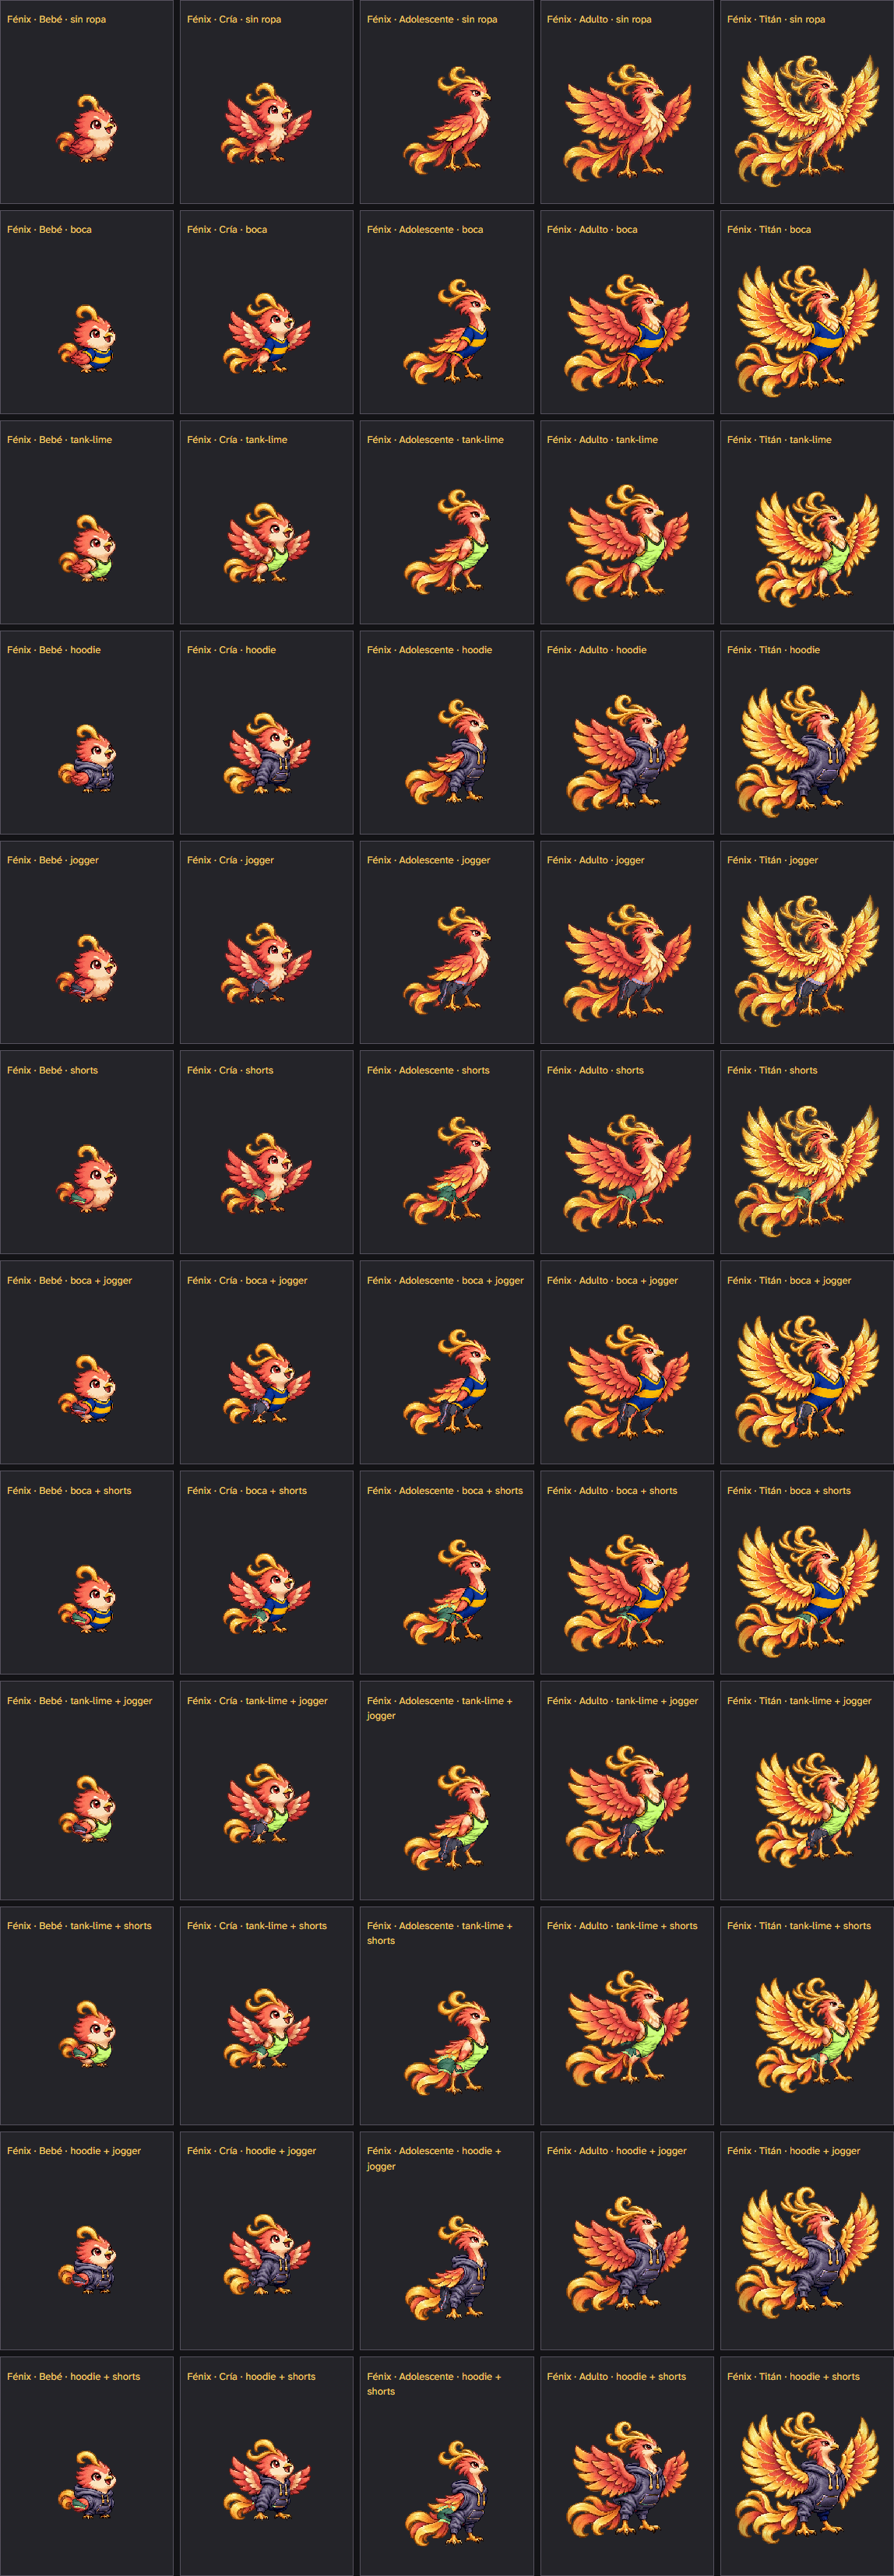 Fénix · Bebé · sin ropa
Fénix · Cría · sin ropa
Fénix · Adolescente · sin ropa
Fénix · Adulto · sin ropa
Fénix · Titán · sin ropa
Fénix · Bebé · boca
Fénix · Cría · boca
Fénix · Adolescente · boca
Fénix · Adulto · boca
Fénix · Titán · boca
Fénix · Bebé · tank-lime
Fénix · Cría · tank-lime
Fénix · Adolescente · tank-lime
Fénix · Adulto · tank-lime
Fénix · Titán · tank-lime
Fénix · Bebé · hoodie
Fénix · Cría · hoodie
Fénix · Adolescente · hoodie
Fénix · Adulto · hoodie
Fénix · Titán · hoodie
Fénix · Bebé · jogger
Fénix · Cría · jogger
Fénix · Adolescente · jogger
Fénix · Adulto · jogger
Fénix · Titán · jogger
Fénix · Bebé · shorts
Fénix · Cría · shorts
Fénix · Adolescente · shorts
Fénix · Adulto · shorts
Fénix · Titán · shorts
Fénix · Bebé · boca + jogger
Fénix · Cría · boca + jogger
Fénix · Adolescente · boca + jogger
Fénix · Adulto · boca + jogger
Fénix · Titán · boca + jogger
Fénix · Bebé · boca + shorts
Fénix · Cría · boca + shorts
Fénix · Adolescente · boca + shorts
Fénix · Adulto · boca + shorts
Fénix · Titán · boca + shorts
Fénix · Bebé · tank-lime + jogger
Fénix · Cría · tank-lime + jogger
Fénix · Adolescente · tank-lime +
jogger
Fénix · Adulto · tank-lime + jogger
Fénix · Titán · tank-lime + jogger
Fénix · Bebé · tank-lime + shorts
Fénix · Cría · tank-lime + shorts
Fénix · Adolescente · tank-lime +
shorts
Fénix · Adulto · tank-lime + shorts
Fénix · Titán · tank-lime + shorts
Fénix · Bebé · hoodie + jogger
Fénix · Cría · hoodie + jogger
Fénix · Adolescente · hoodie +
jogger
Fénix · Adulto · hoodie + jogger
Fénix · Titán · hoodie + jogger
Fénix · Bebé · hoodie + shorts
Fénix · Cría · hoodie + shorts
Fénix · Adolescente · hoodie +
shorts
Fénix · Adulto · hoodie + shorts
Fénix · Titán · hoodie + shorts